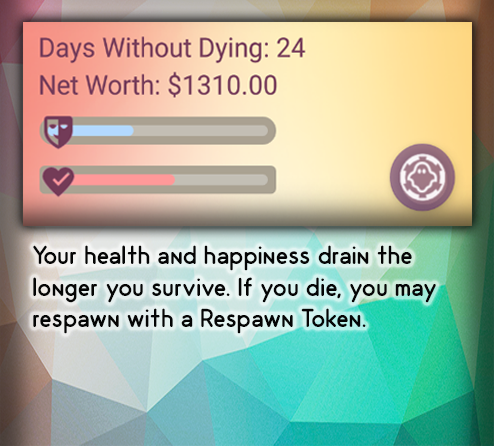 Days Without Dying: 24
Net Worth: $1310.00
Your health and happiness drain the
longer you survive. If you die, you may
respawn with a Respawn Token.